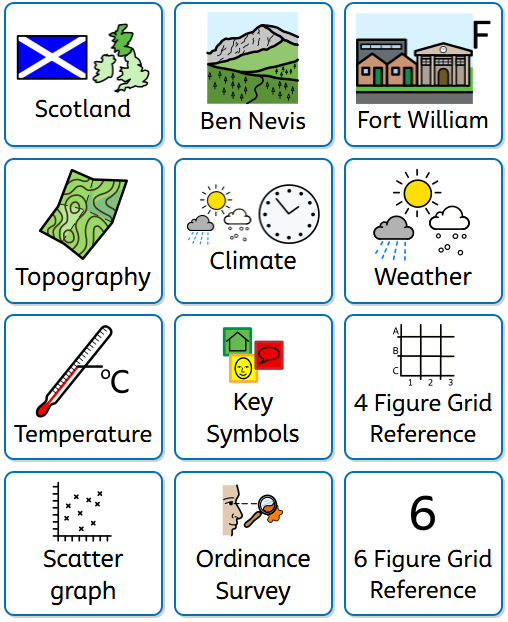 Scotland
Ben Nevis
F
Fort William
Topography
Climate
Weather
°C
Temperature
Key
Symbols
A
B
C
1 2 3
4 Figure Grid
Reference
Scatter
graph
Ordinance
Survey
6
6 Figure Grid
Reference